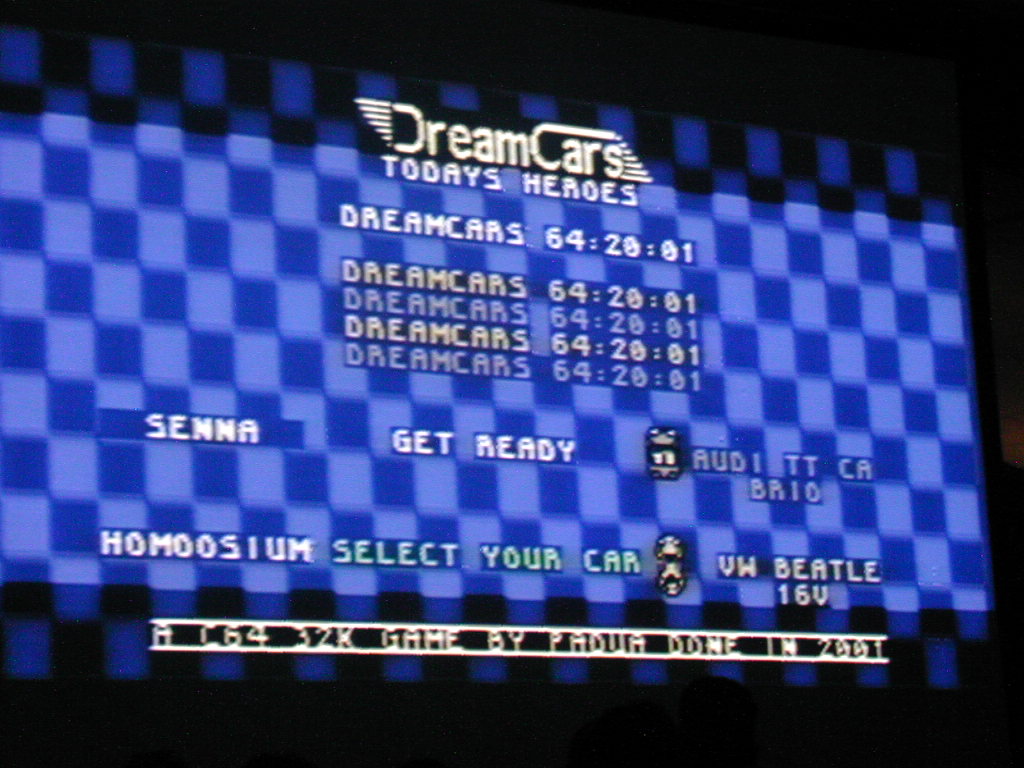 DreamCars
TODAYS HEROES
DREAMCARS 64:20:01
DREAMCARS 64:20:01
DREAMCARS 64:20:01
DREAMCARS 64:20:01
DREAMCARS 64:20:01
SENNA GET READY AUDI TT CA
BRIO
HOMOOSIUM SELECT YOUR CAR VW BEATLE
16V
A C64 32K GAME BY PADUA DONE IN 2001